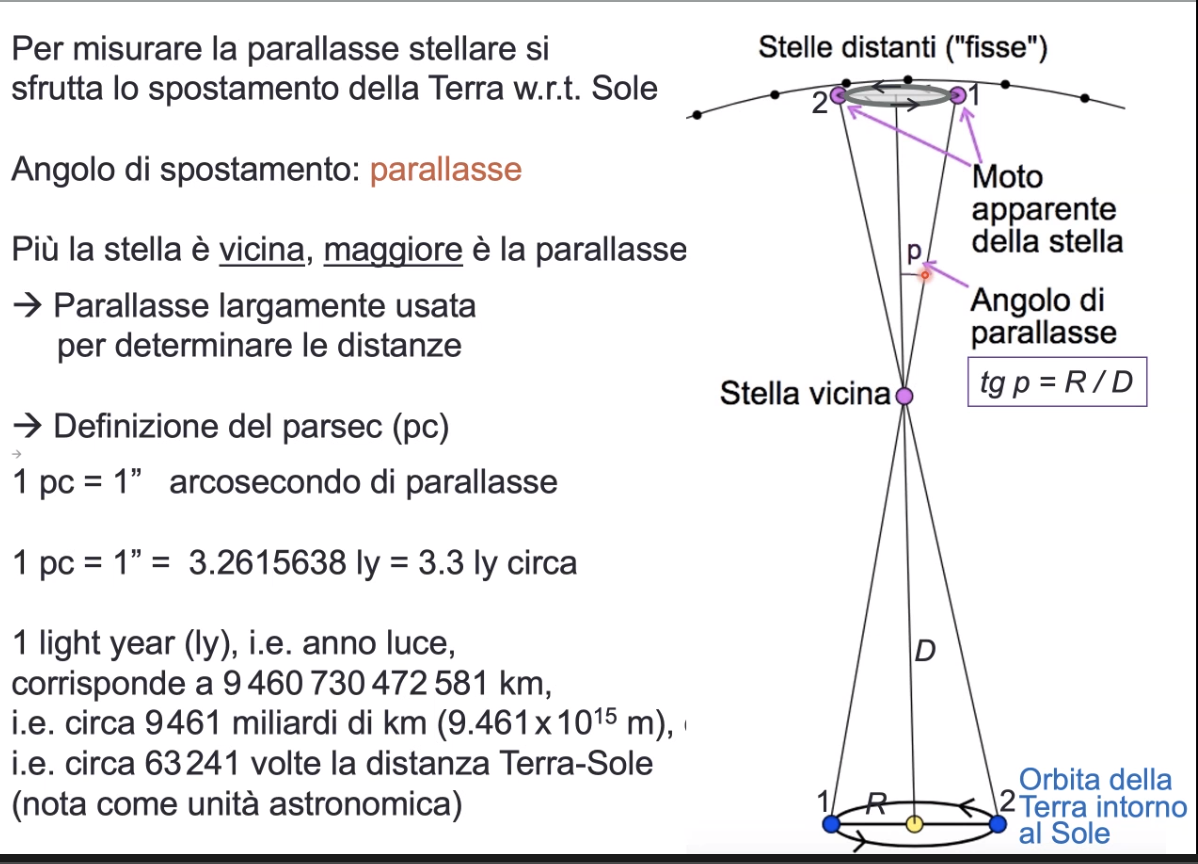 Per misurare la parallasse stellare si
sfrutta lo spostamento della Terra w.r.t. Sole
Angolo di spostamento: parallasse
Più la stella è vicina, maggiore è la parallasse
→ Parallasse largamente usata
per determinare le distanze
→ Definizione del parsec (pc)
→
1 pc = 1” arcosecondo di parallasse
1 pc = 1” = 3.2615638 ly = 3.3 ly circa
1 light year (ly), i.e. anno luce,
corrisponde a 9 460 730 472 581 km,
i.e. circa 9461 miliardi di km (9.461 x 10¹⁵ m),
i.e. circa 63 241 volte la distanza Terra-Sole
(nota come unità astronomica)
Stelle distanti ("fisse")
2
1
Moto
apparente
della stella
p
Angolo di
parallasse
tg p = R / D
Stella vicina
D
1
R
2
Orbita della
Terra intorno
al Sole